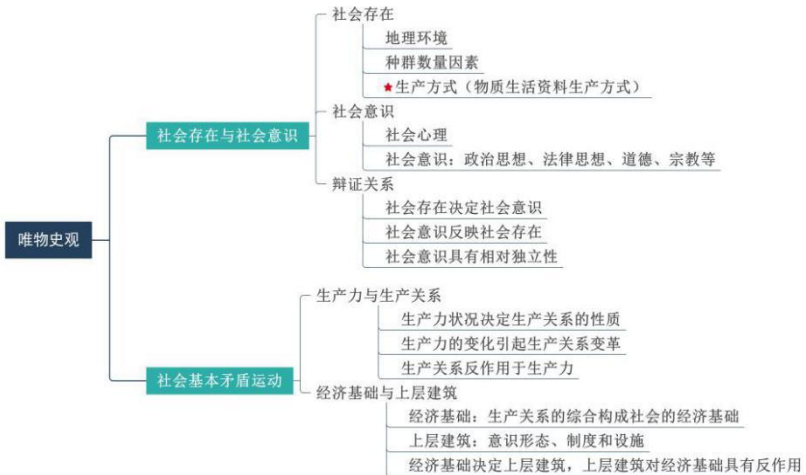 唯物史观
社会存在与社会意识
社会存在
地理环境
种群数量因素
生产方式（物质生活资料生产方式）
社会意识
社会心理
社会意识：政治思想、法律思想、道德、宗教等
辩证关系
社会存在决定社会意识
社会意识反映社会存在
社会意识具有相对独立性
社会基本矛盾运动
生产力与生产关系
生产力状况决定生产关系的性质
生产力的变化引起生产关系变革
生产关系反作用于生产力
经济基础与上层建筑
经济基础：生产关系的综合构成社会的经济基础
上层建筑：意识形态、制度和设施
经济基础决定上层建筑，上层建筑对经济基础具有反作用